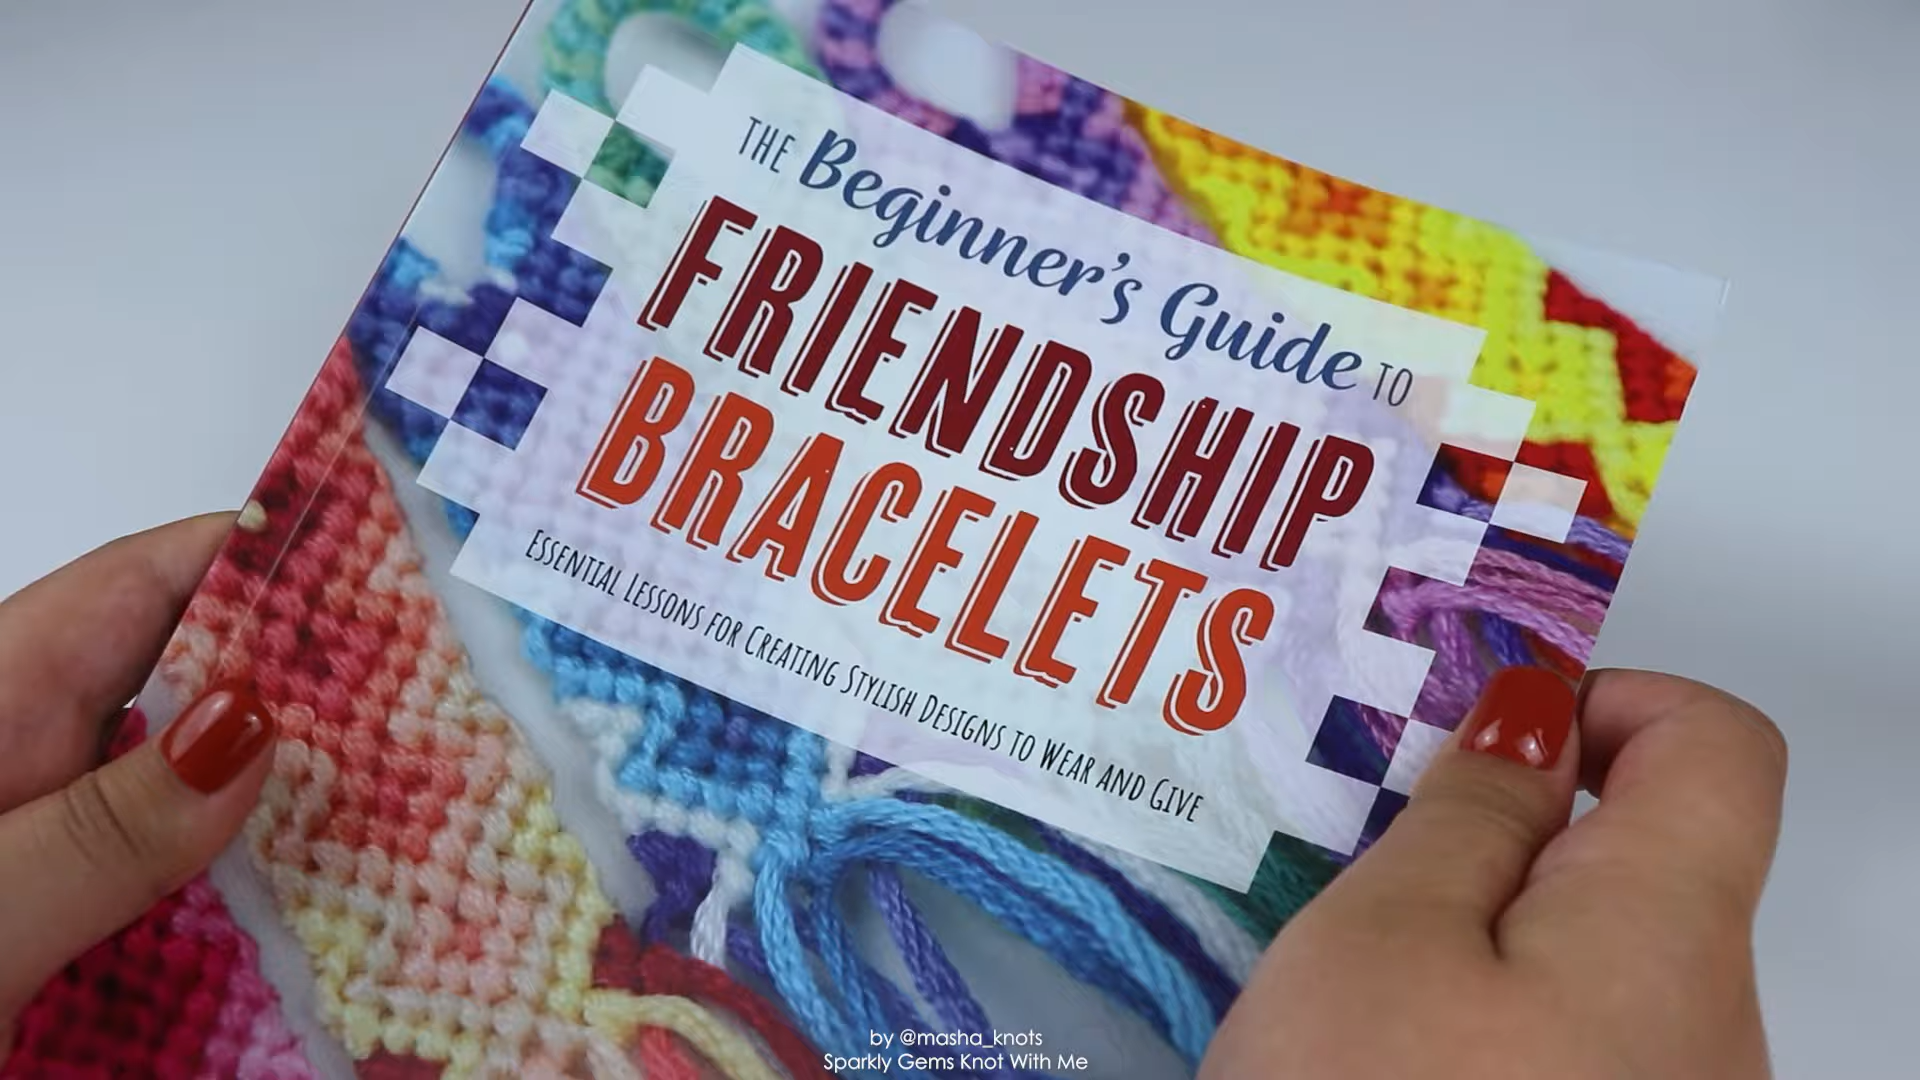 THE Beginner's Guide TO
FRIENDSHIP
BRACELETS
ESSENTIAL LESSONS FOR CREATING STYLISH DESIGNS TO WEAR AND GIVE
by @masha_knots
Sparkly Gems Knot With Me